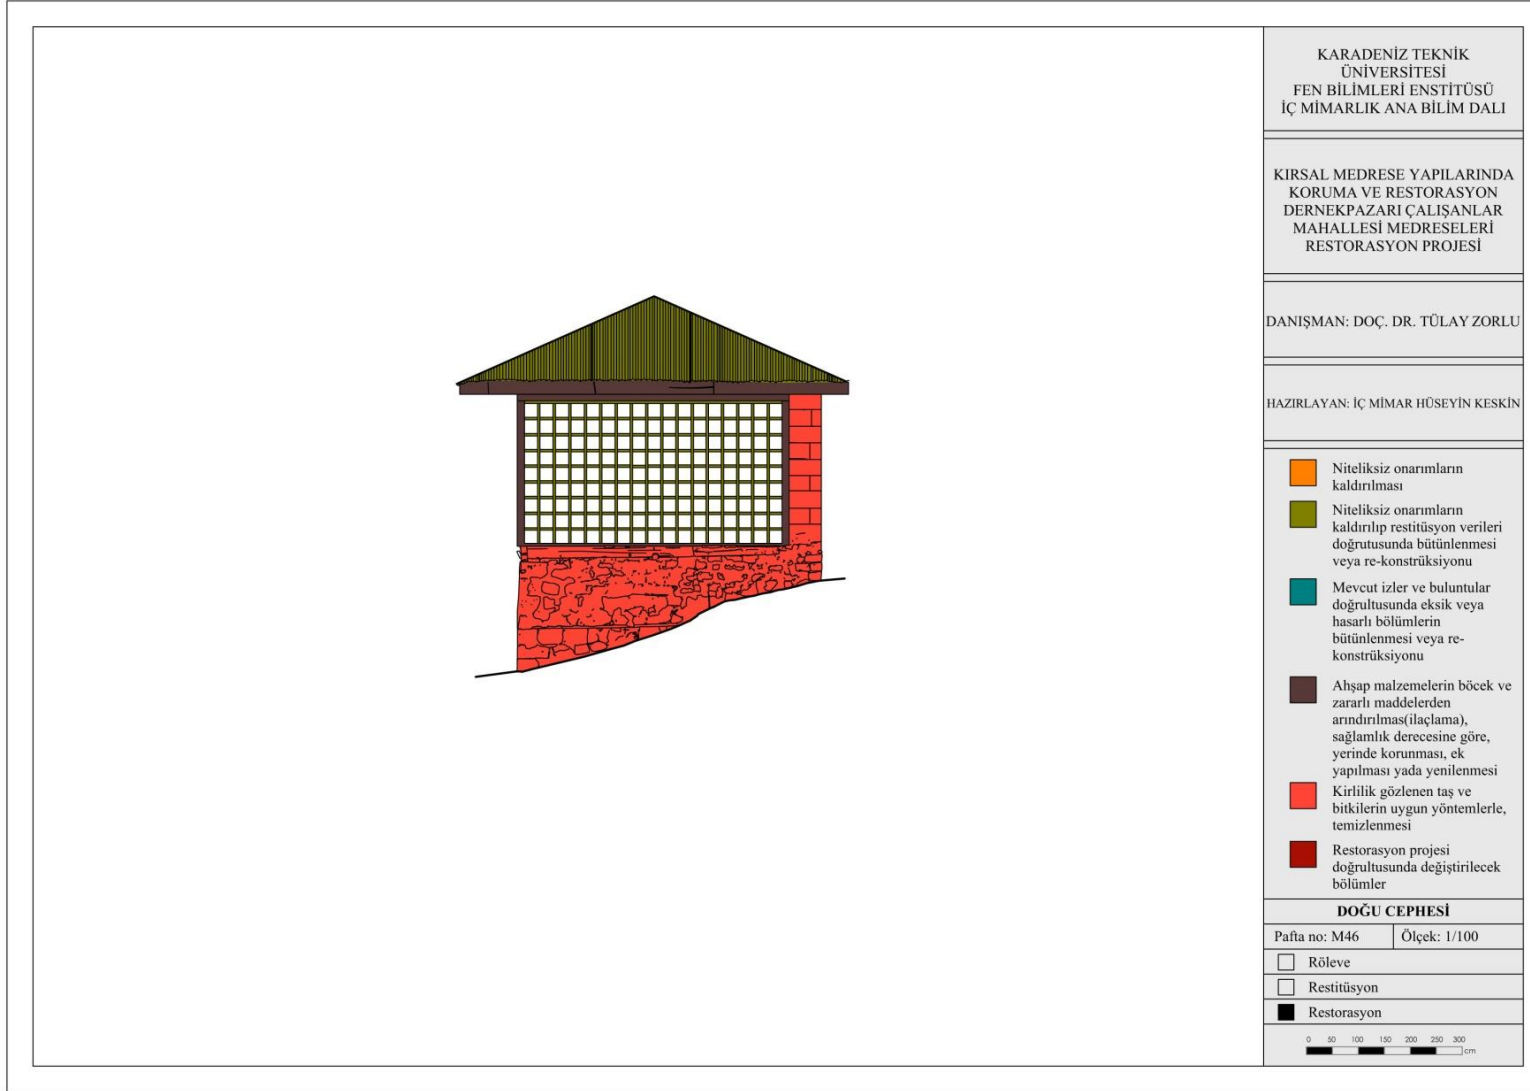 KARADENİZ TEKNİK
ÜNİVERSİTESİ
FEN BİLİMLERİ ENSTİTÜSÜ
İÇ MİMARLIK ANA BİLİM DALI
KIRSAL MEDRESE YAPILARINDA
KORUMA VE RESTORASYON
DERNEKPAZARI ÇALIŞANLAR
MAHALLESİ MEDRESELERİ
RESTORASYON PROJESİ
DANIŞMAN: DOÇ. DR. TÜLAY ZORLU
HAZIRLAYAN: İÇ MİMAR HÜSEYİN KESKİN
Niteliksiz onarımların
kaldırılması
Niteliksiz onarımların
kaldırılıp restitüsyon verileri
doğrutusunda bütünlenmesi
veya re-konstrüksiyonu
Mevcut izler ve buluntular
doğrultusunda eksik veya
hasarlı bölümlerin
bütünlenmesi veya re-
konstrüksiyonu
Ahşap malzemelerin böcek ve
zararlı maddelerden
arındırılmas(ilaçlama),
sağlamlık derecesine göre,
yerinde korunması, ek
yapılması yada yenilenmesi
Kirlilik gözlenen taş ve
bitkilerin uygun yöntemlerle,
temizlenmesi
Restorasyon projesi
doğrultusunda değiştirilecek
bölümler
DOĞU CEPHESİ
Pafta no: M46 Ölçek: 1/100
Röleve
Restitüsyon
Restorasyon
0 50 100 150 200 250 300
cm